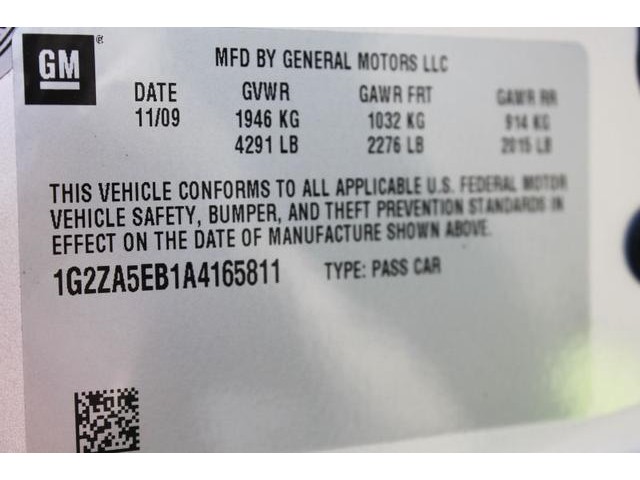 GM ®
MFD BY GENERAL MOTORS LLC
DATE GVWR GAWR FRT GAWR RR
11/09 1946 KG 1032 KG 914 KG
4291 LB 2276 LB 2015 LB
THIS VEHICLE CONFORMS TO ALL APPLICABLE U.S. FEDERAL MOTOR
VEHICLE SAFETY, BUMPER, AND THEFT PREVENTION STANDARDS IN
EFFECT ON THE DATE OF MANUFACTURE SHOWN ABOVE.
1G2ZA5EB1A4165811 TYPE: PASS CAR